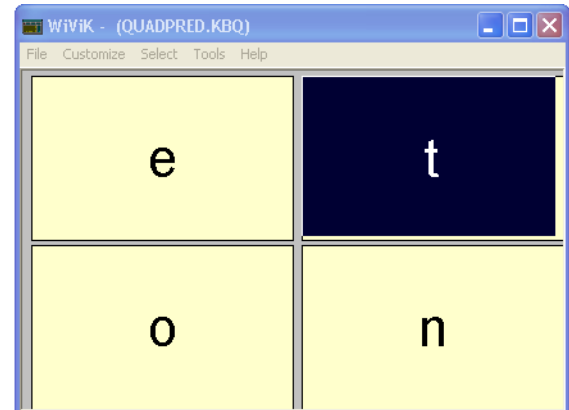 WiViK - (QUADPRED.KBQ)
File Customize Select Tools Help
e t
o n